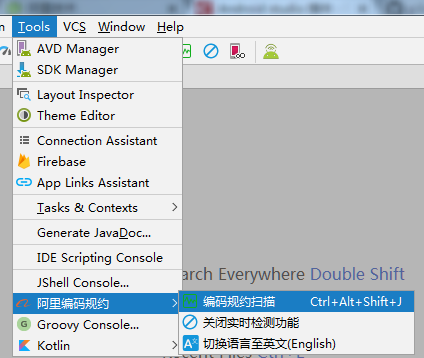 Tools VCS Window Help
AVD Manager
SDK Manager
Layout Inspector
Theme Editor
Connection Assistant
Firebase
App Links Assistant
Tasks & Contexts
Generate JavaDoc...
IDE Scripting Console
arch Everywhere Double Shift
JShell Console...
阿里编码规约
编码规约扫描 Ctrl+Alt+Shift+J
Groovy Console...
关闭实时检测功能
Kotlin
切换语言至英文(English)